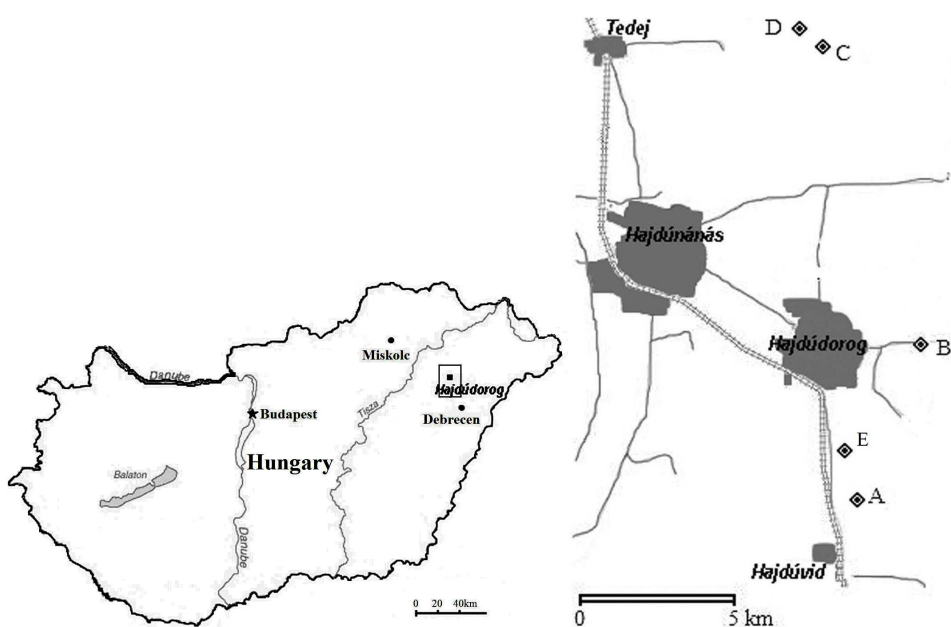 Danube
Miskolc
Tisza
Hajdúdorog
Budapest
Debrecen
Hungary
Balaton
Danube
0 20 40km
Tedej
D
C
Hajdúnánás
Hajdúdorog
B
E
A
Hajdúvid
0 5 km